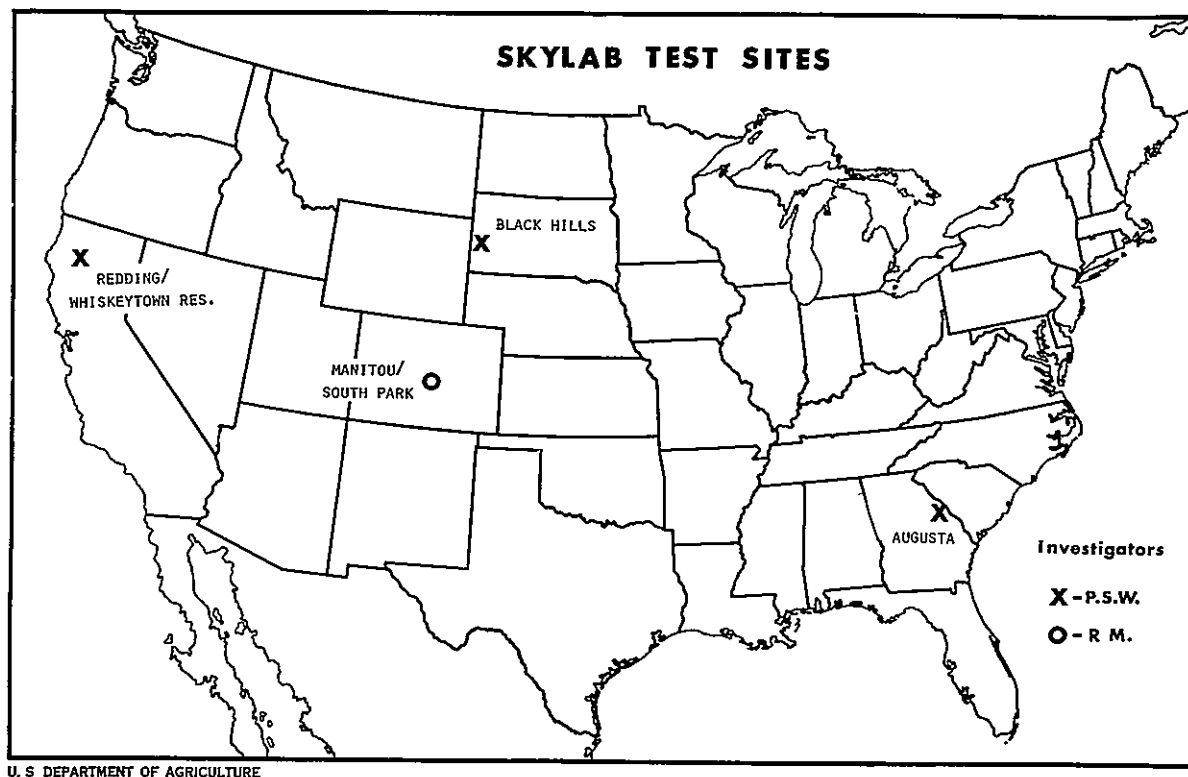 SKYLAB TEST SITES
BLACK HILLS
X
X
REDDING/
WHISKEYTOWN RES.
MANITOU/
SOUTH PARK
O
X
AUGUSTA
Investigators
X-P.S.W.
O-R M.
U. S DEPARTMENT OF AGRICULTURE